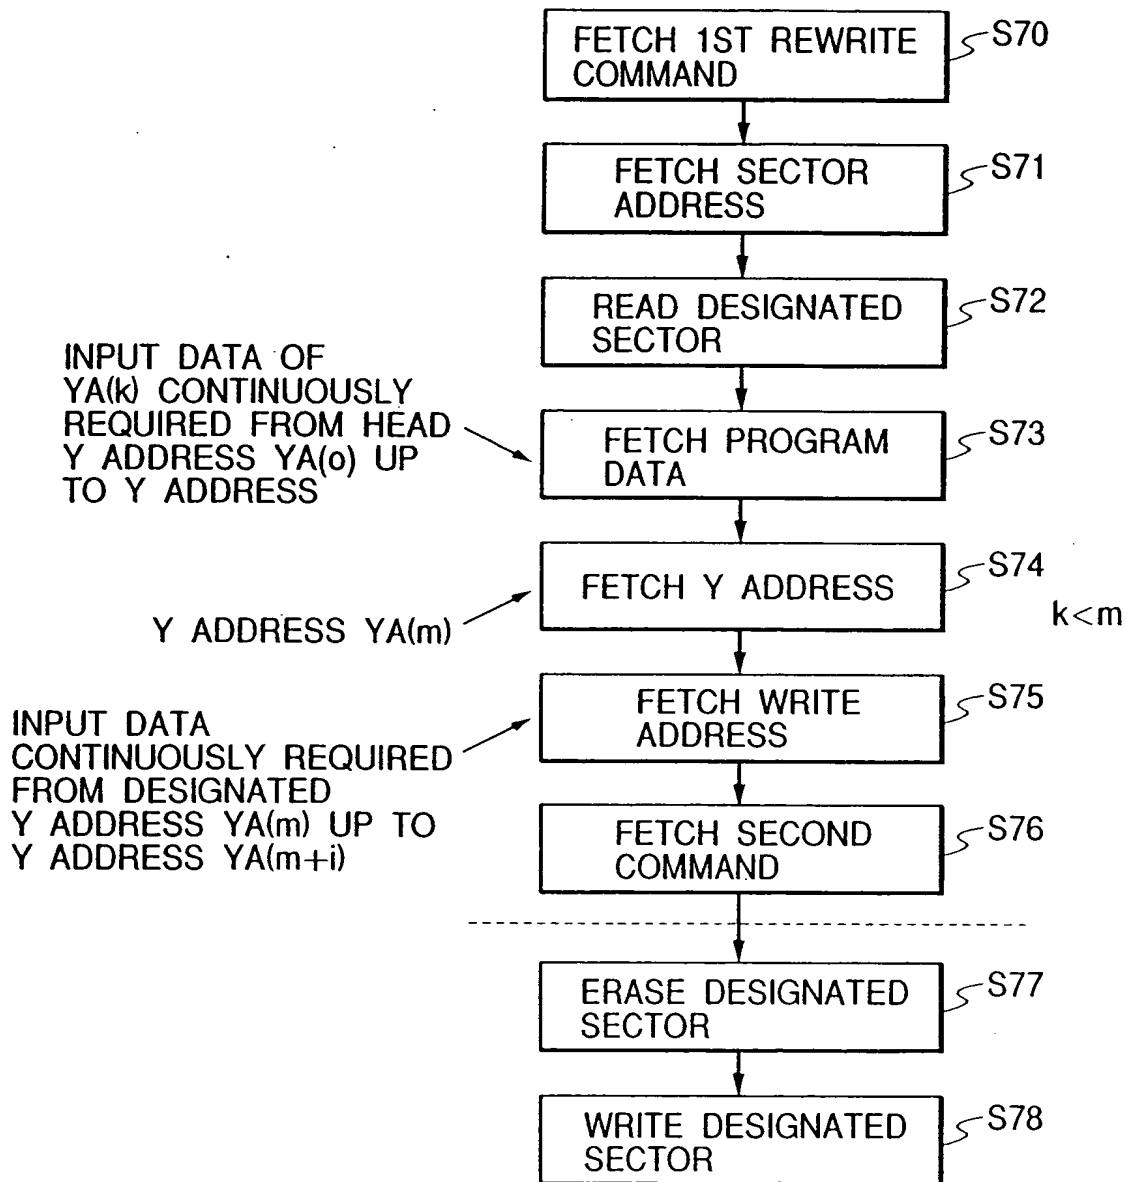 FETCH 1ST REWRITE
COMMAND
S70
FETCH SECTOR
ADDRESS
S71
READ DESIGNATED
SECTOR
S72
INPUT DATA OF
YA(k) CONTINUOUSLY
REQUIRED FROM HEAD
Y ADDRESS YA(o) UP
TO Y ADDRESS
FETCH PROGRAM
DATA
S73
FETCH Y ADDRESS
S74
k<m
Y ADDRESS YA(m)
FETCH WRITE
ADDRESS
S75
INPUT DATA
CONTINUOUSLY REQUIRED
FROM DESIGNATED
Y ADDRESS YA(m) UP TO
Y ADDRESS YA(m+i)
FETCH SECOND
COMMAND
S76
ERASE DESIGNATED
SECTOR
S77
WRITE DESIGNATED
SECTOR
S78